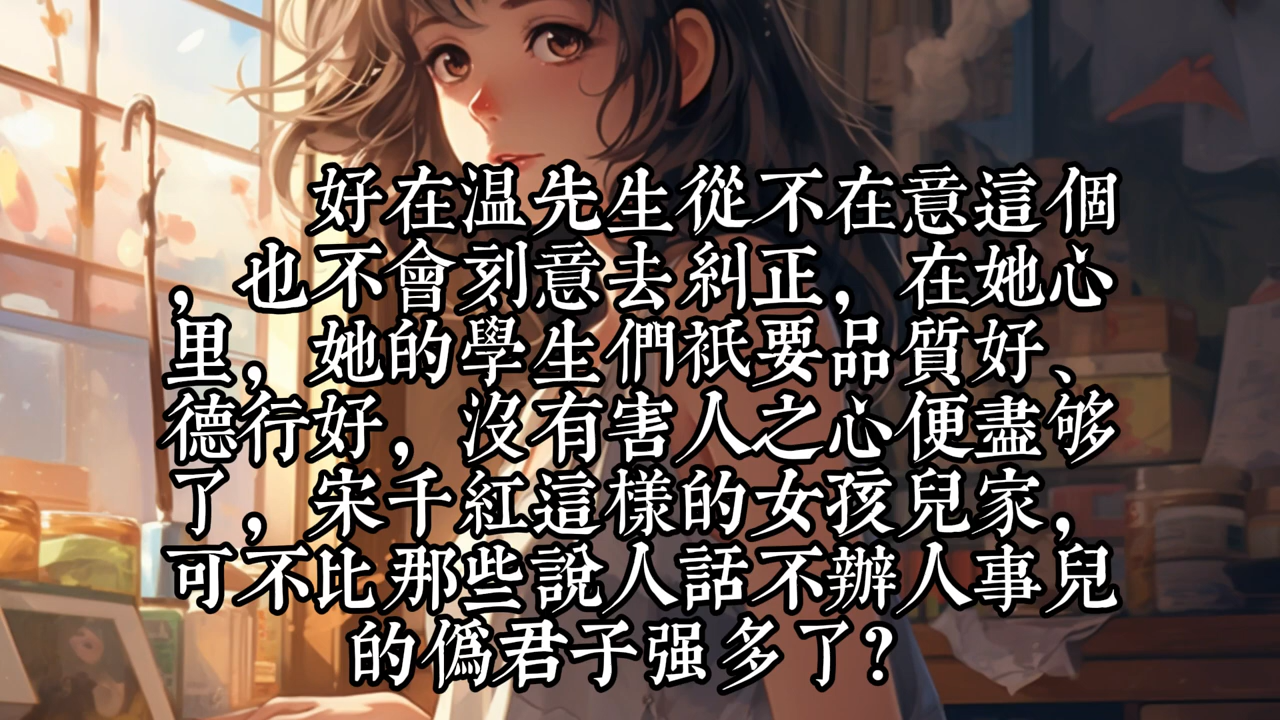 好在温先生從不在意這個
，也不會刻意去糾正，在她心
里，她的學生們衹要品質好、
德行好，沒有害人之心便盡够
了，宋千紅這樣的女孩兒家，
可不比那些說人話不辦人事兒
的僞君子强多了？